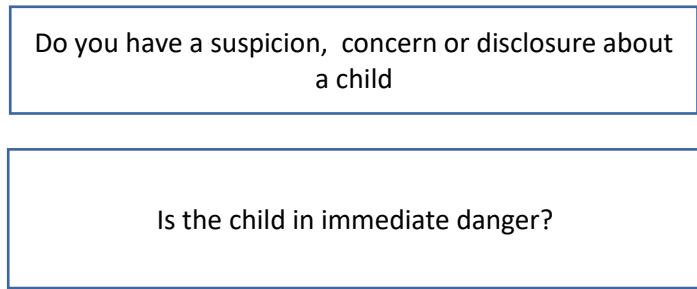 Do you have a suspicion,  concern or disclosure about
a child
Is the child in immediate danger?